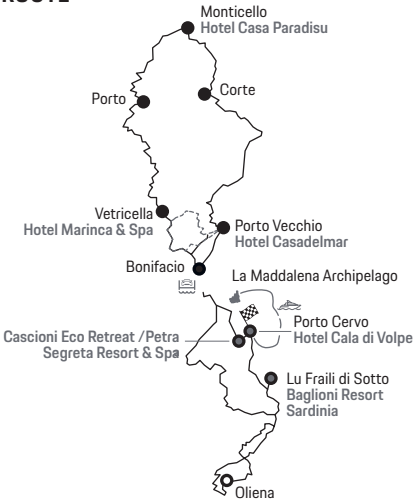 Monticello
Hotel Casa Paradisu
Porto
Corte
Vetricella
Hotel Marinca & Spa
Porto Vecchio
Hotel Casadelmar
Bonifacio
La Maddalena Archipelago
Porto Cervo
Hotel Cala di Volpe
Cascioni Eco Retreat /Petra
Segreta Resort & Spa
Lu Fraili di Sotto
Baglioni Resort
Sardinia
Oliena